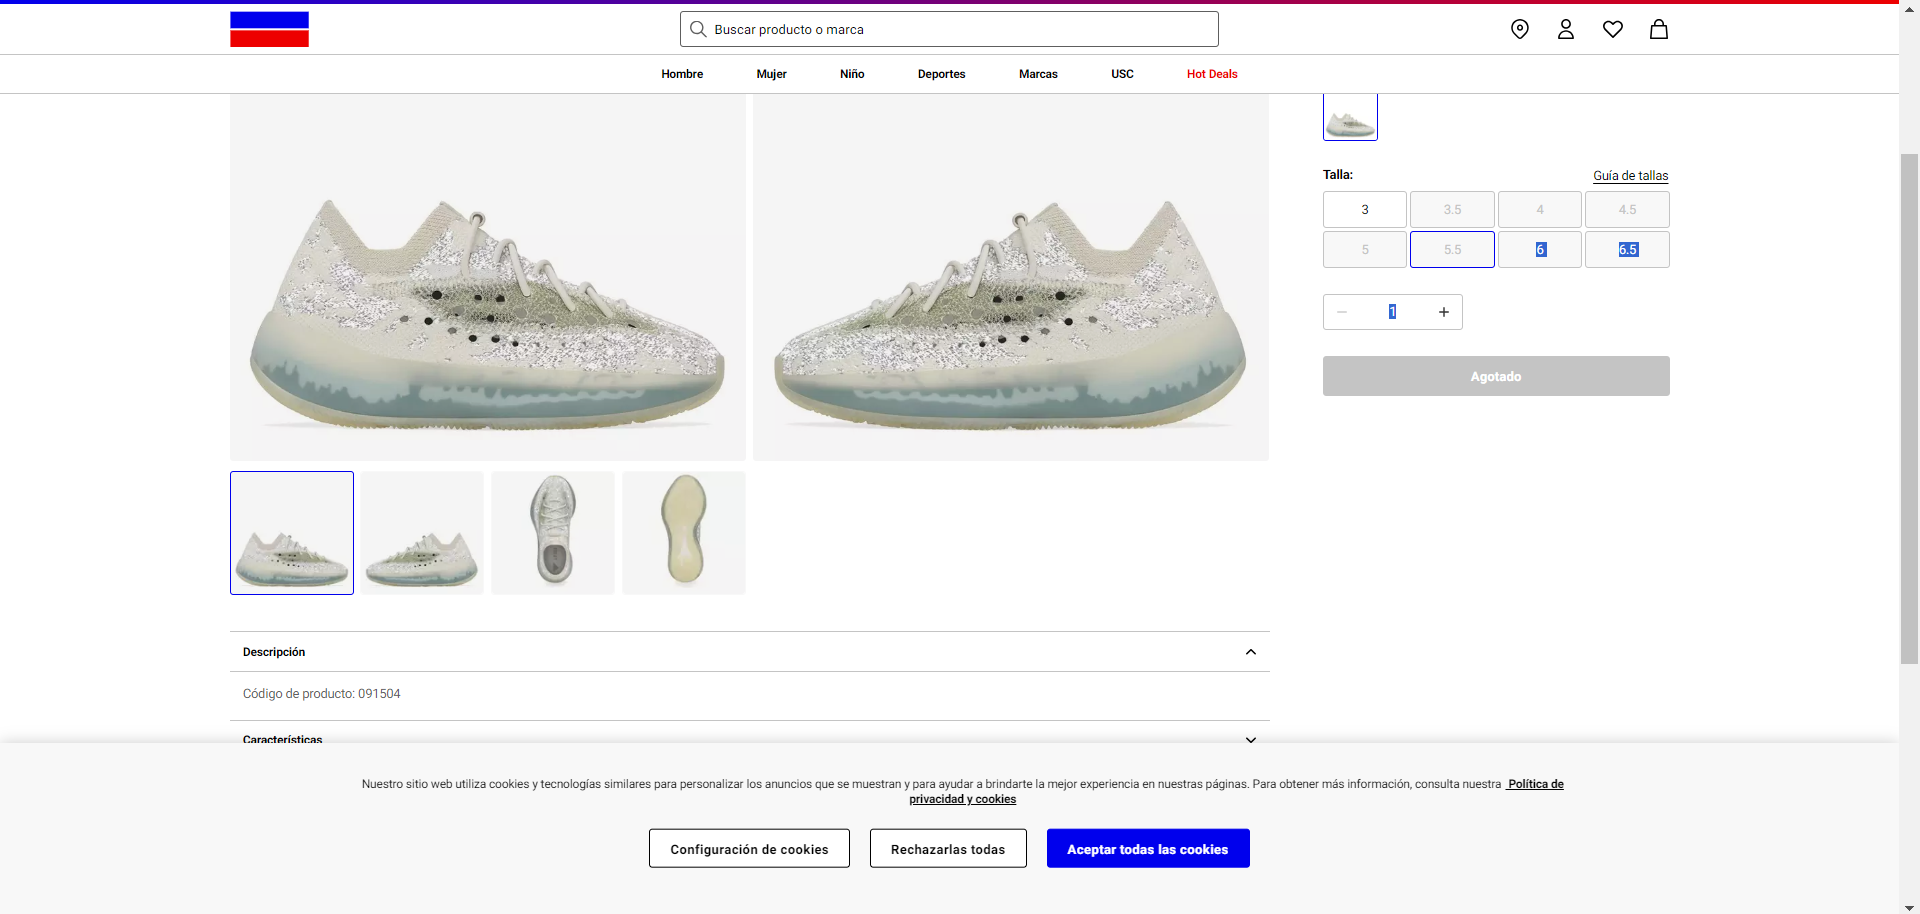 Buscar producto o marca
Hombre Mujer Niño Deportes Marcas USC Hot Deals
Talla: Guía de tallas
3 3.5 4 4.5
5 5.5 6 6.5
1
Agotado
Descripción
Código de producto: 091504
Características
Nuestro sitio web utiliza cookies y tecnologías similares para personalizar los anuncios que se muestran y para ayudar a brindarte la mejor experiencia en nuestras páginas. Para obtener más información, consulta nuestra Política de
privacidad y cookies
Configuración de cookies Rechazarlas todas Aceptar todas las cookies